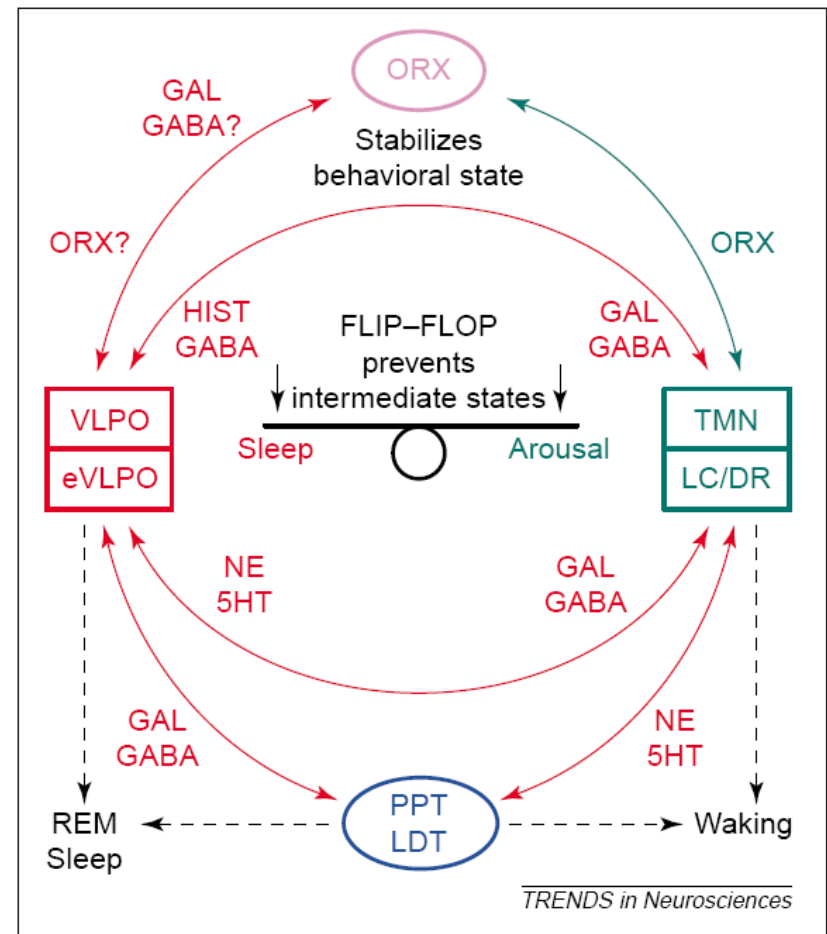 ORX
GAL
GABA?
Stabilizes
behavioral state
ORX?
ORX
HIST
GABA
FLIP–FLOP
prevents
intermediate states
GAL
GABA
VLPO
eVLPO
Sleep
Arousal
TMN
LC/DR
NE
5HT
GAL
GABA
GAL
GABA
NE
5HT
REM
Sleep
PPT
LDT
Waking
TRENDS in Neurosciences